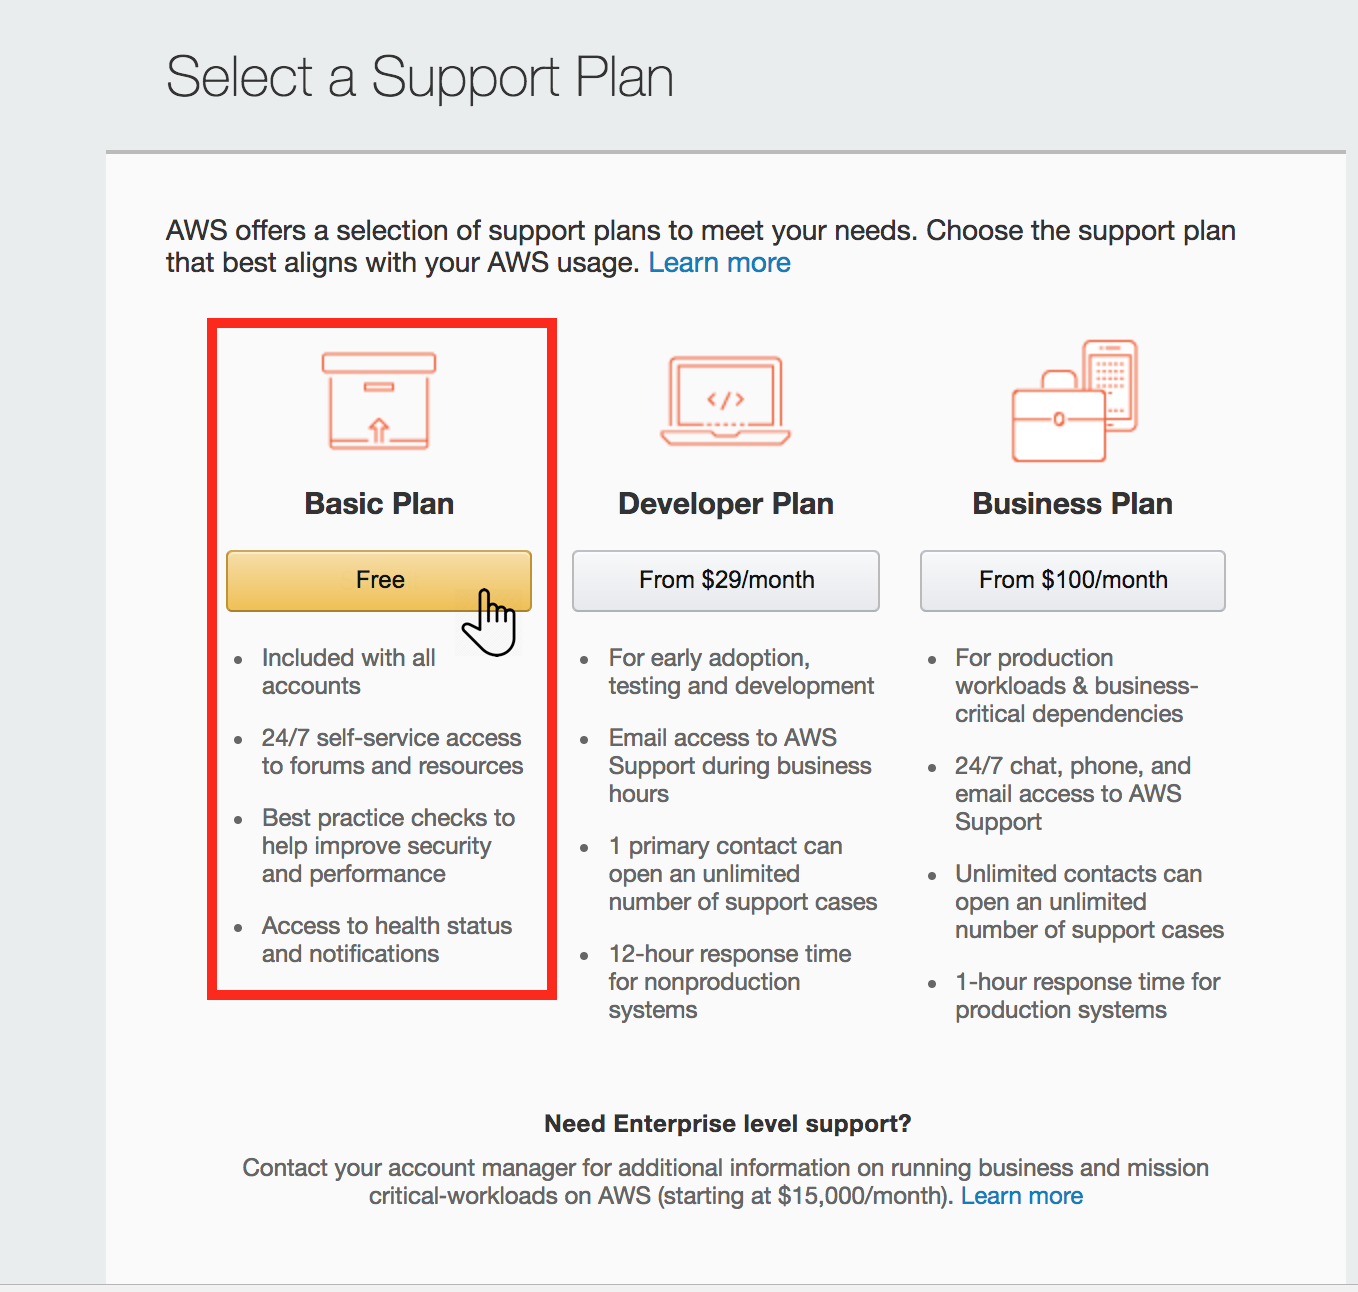 Select a Support Plan
AWS offers a selection of support plans to meet your needs. Choose the support plan
that best aligns with your AWS usage. Learn more
Basic Plan
Free
Included with all
accounts
24/7 self-service access
to forums and resources
Best practice checks to
help improve security
and performance
Access to health status
and notifications
</>
Developer Plan
From $29/month
For early adoption,
testing and development
Email access to AWS
Support during business
hours
1 primary contact can
open an unlimited
number of support cases
12-hour response time
for nonproduction
systems
Business Plan
From $100/month
For production
workloads & business-
critical dependencies
24/7 chat, phone, and
email access to AWS
Support
Unlimited contacts can
open an unlimited
number of support cases
1-hour response time for
production systems
Need Enterprise level support?
Contact your account manager for additional information on running business and mission
critical-workloads on AWS (starting at $15,000/month). Learn more